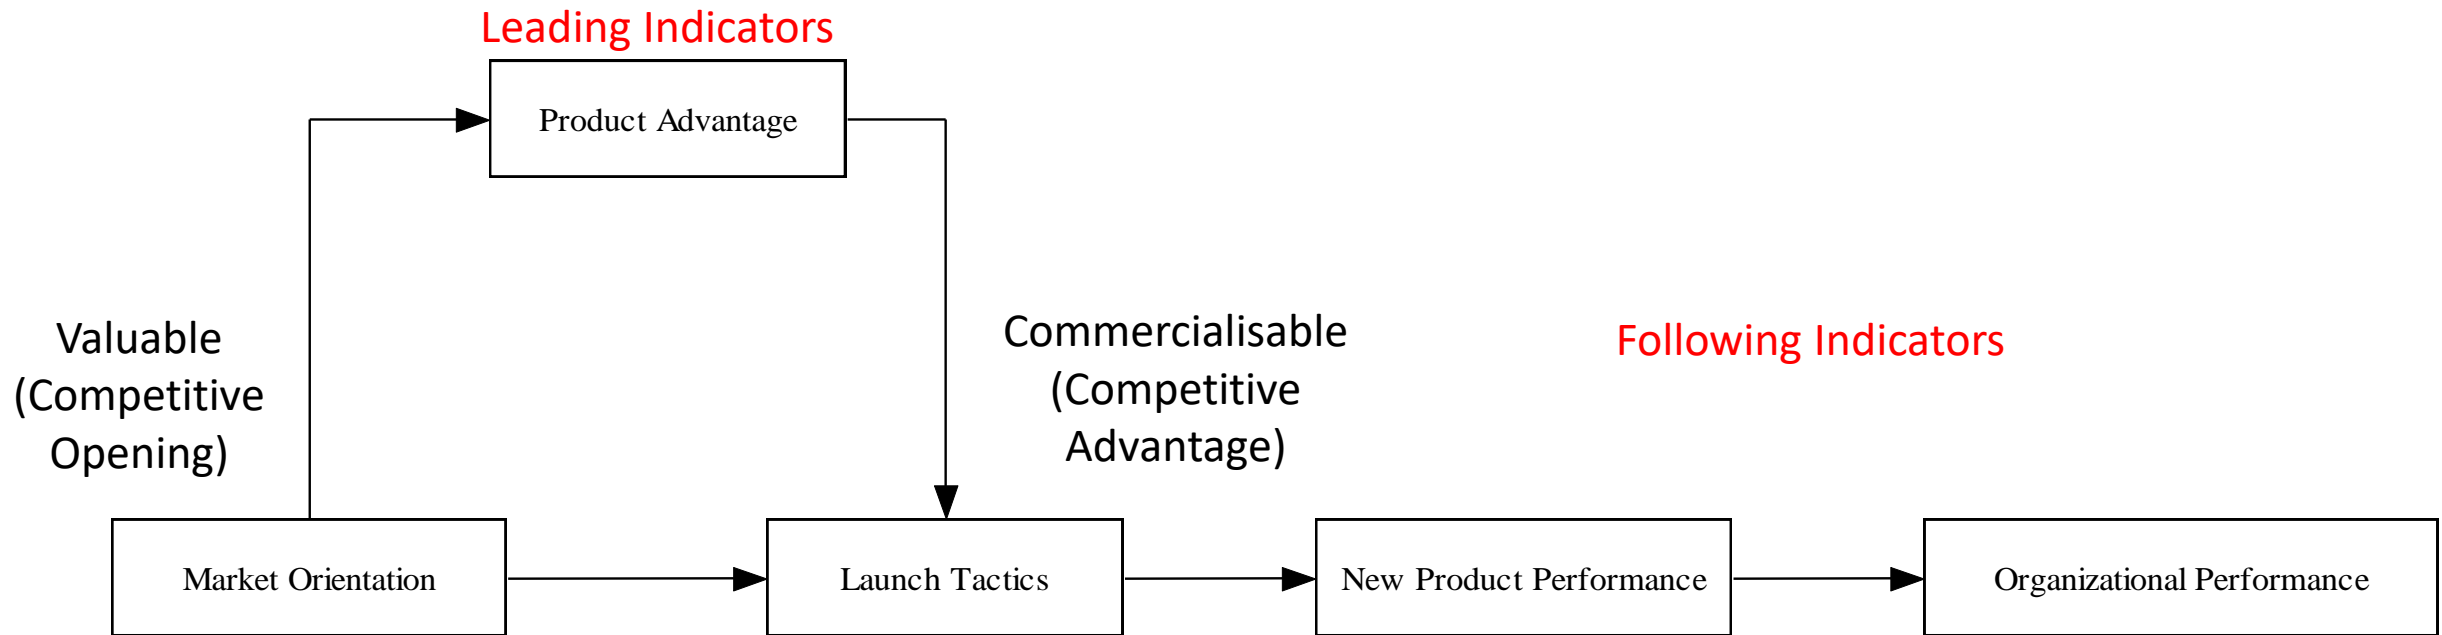 Leading Indicators
Product Advantage
Valuable
(Competitive
Opening)
Commercialisable
(Competitive
Advantage)
Following Indicators
Market Orientation
Launch Tactics
New Product Performance
Organizational Performance